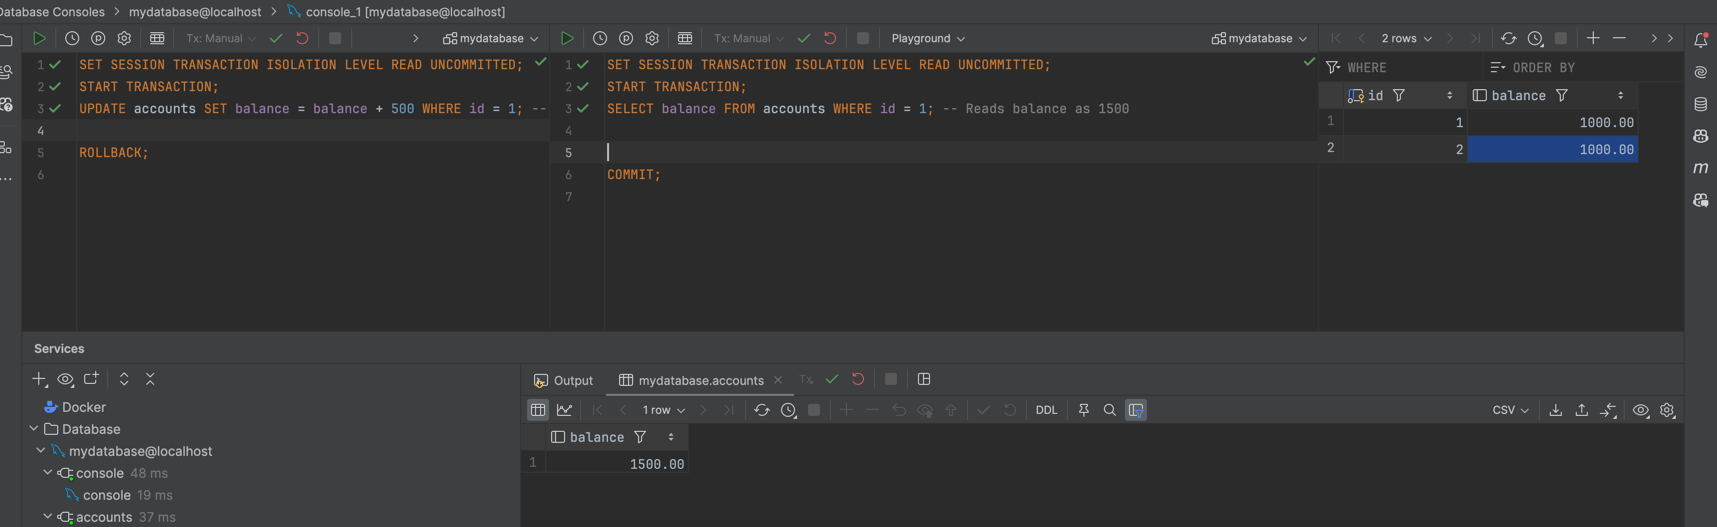 Database Consoles > mydatabase@localhost > console_1 [mydatabase@localhost]
Tx: Manual
mydatabase
Tx: Manual
Playground
mydatabase
2 rows
1 SET SESSION TRANSACTION ISOLATION LEVEL READ UNCOMMITTED;
2 START TRANSACTION;
3 UPDATE accounts SET balance = balance + 500 WHERE id = 1; --
4
5 ROLLBACK;
6
1 SET SESSION TRANSACTION ISOLATION LEVEL READ UNCOMMITTED;
2 START TRANSACTION;
3 SELECT balance FROM accounts WHERE id = 1; -- Reads balance as 1500
4
5
6 COMMIT;
7
WHERE ORDER BY
id balance
1 1 1000.00
2 2 1000.00
m
Services
Docker
Database
mydatabase@localhost
console 48 ms
console 19 ms
accounts 37 ms
Output mydatabase.accounts Tx
1 row DDL CSV
balance
1 1500.00